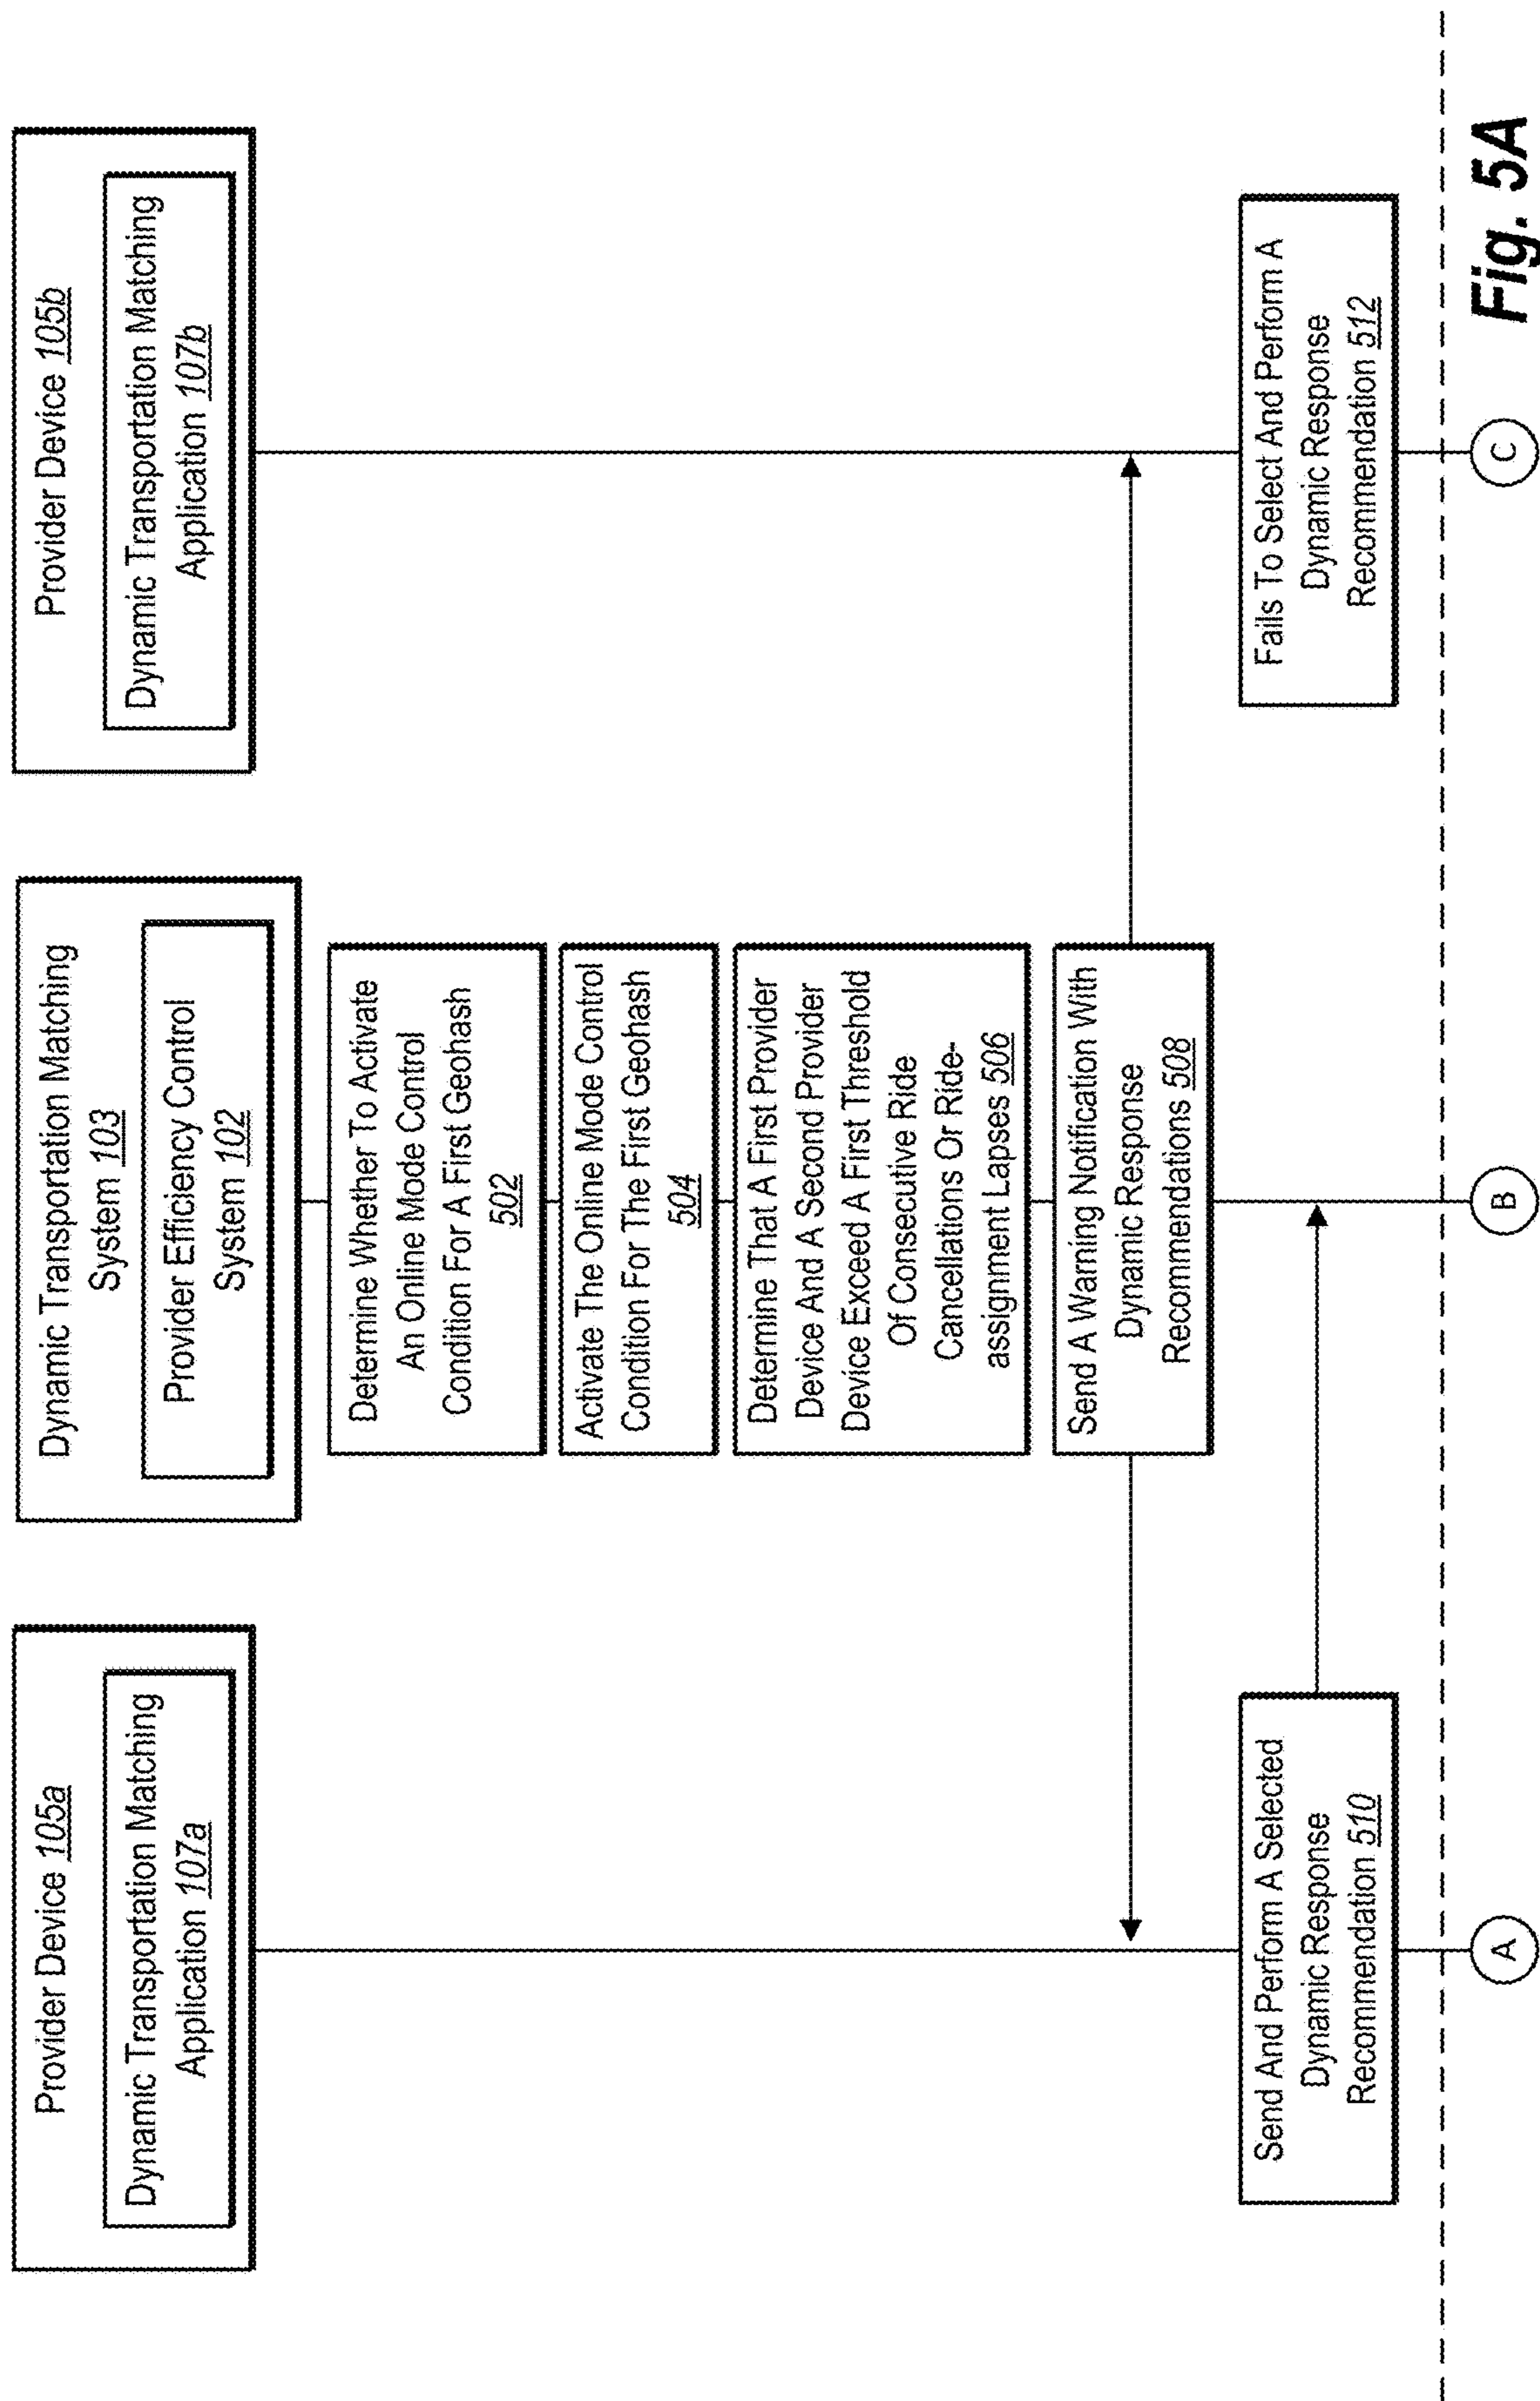 Provider Device 105a
Dynamic Transportation Matching
Application 107a
Dynamic Transportation Matching
System 103
Provider Efficiency Control
System 102
Provider Device 105b
Dynamic Transportation Matching
Application 107b
Determine Whether To Activate
An Online Mode Control
Condition For A First Geohash
502
Activate The Online Mode Control
Condition For The First Geohash
504
Determine That A First Provider
Device And A Second Provider
Device Exceed A First Threshold
Of Consecutive Ride
Cancellations Or Ride-
assignment Lapses 506
Send A Warning Notification With
Dynamic Response
Recommendations 508
Send And Perform A Selected
Dynamic Response
Recommendation 510
Fails To Select And Perform A
Dynamic Response
Recommendation 512
A
B
C
Fig. 5A